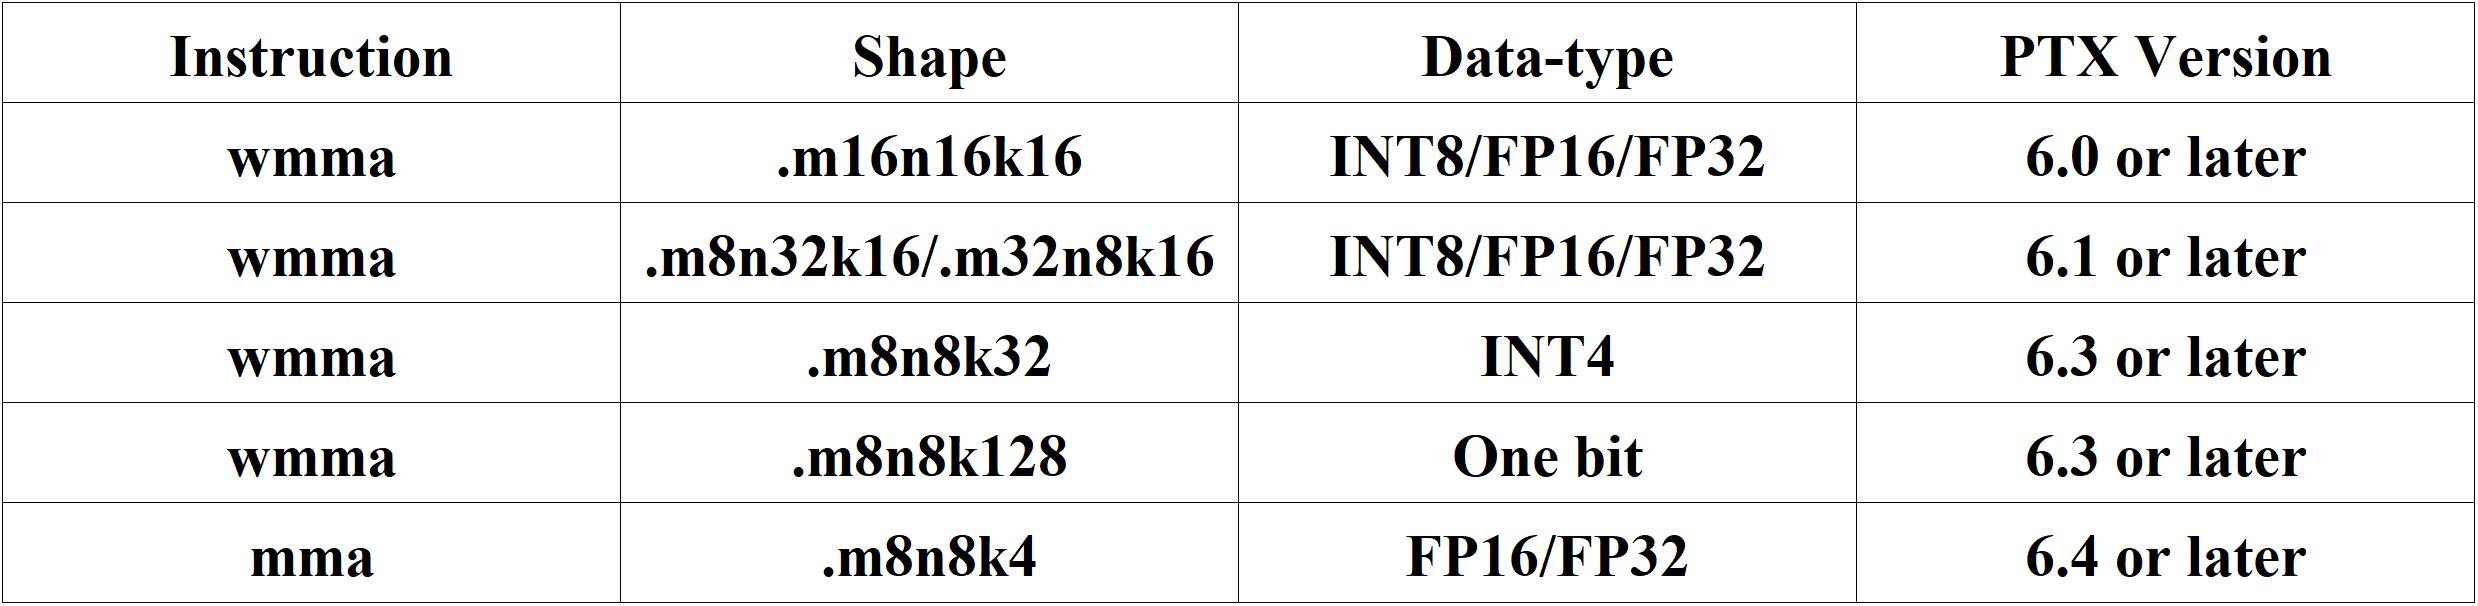 Instruction Shape Data-type PTX Version
wmma .m16n16k16 INT8/FP16/FP32 6.0 or later
wmma .m8n32k16/.m32n8k16 INT8/FP16/FP32 6.1 or later
wmma .m8n8k32 INT4 6.3 or later
wmma .m8n8k128 One bit 6.3 or later
mma .m8n8k4 FP16/FP32 6.4 or later